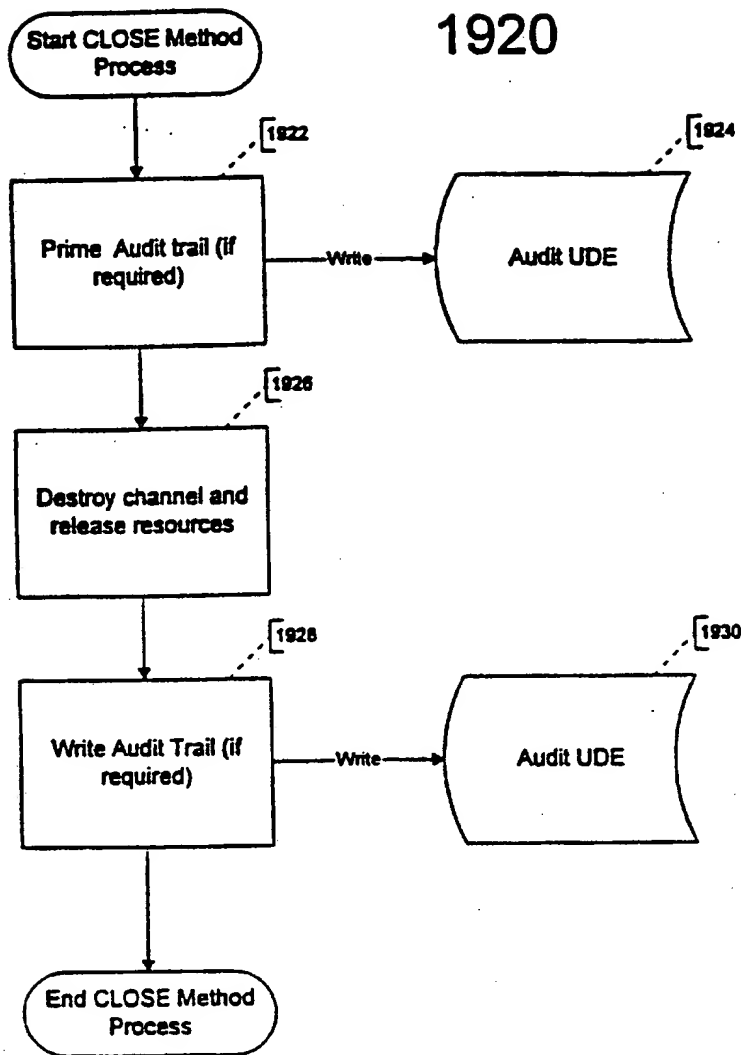 1920
Start CLOSE Method
Process
1922
1924
Prime Audit trail (if
required)
Write
Audit UDE
1926
Destroy channel and
release resources
1928
1930
Write Audit Trail (if
required)
Write
Audit UDE
End CLOSE Method
Process